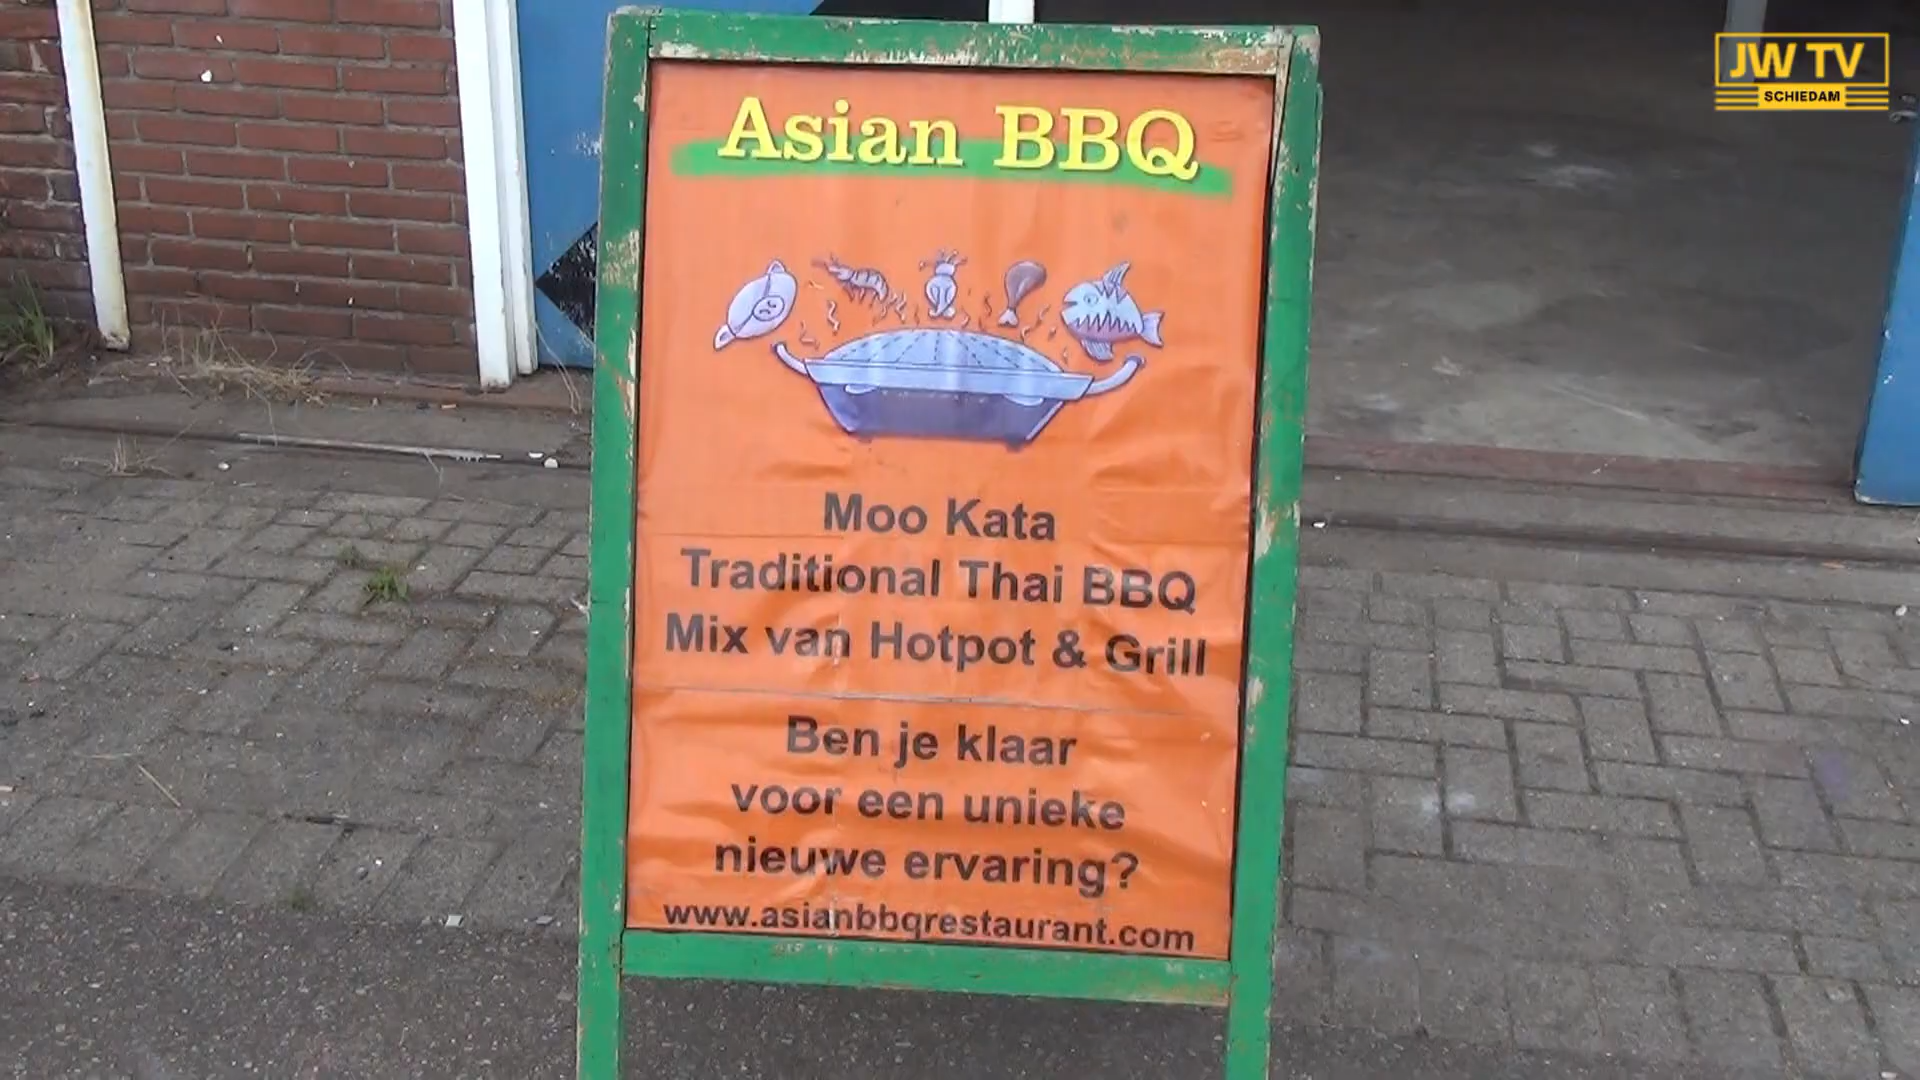 JW TV
SCHIEDAM
Asian BBQ
Moo Kata
Traditional Thai BBQ
Mix van Hotpot & Grill
Ben je klaar
voor een unieke
nieuwe ervaring?
www.asianbbqrestaurant.com